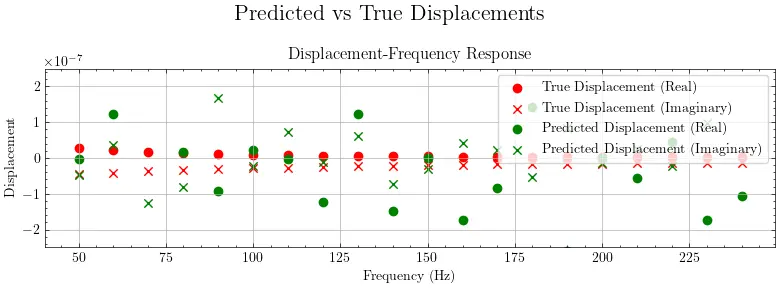 Predicted vs True Displacements
Displacement-Frequency Response
×10⁻⁷
2
1
0
−1
−2
Displacement
50
75
100
125
150
175
200
225
Frequency (Hz)
True Displacement (Real)
True Displacement (Imaginary)
Predicted Displacement (Real)
Predicted Displacement (Imaginary)